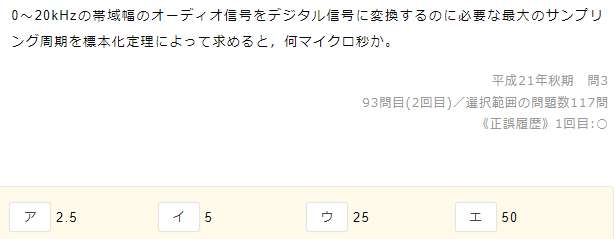 0～20kHzの帯域幅のオーディオ信号をデジタル信号に変換するのに必要な最大のサンプリ
ング周期を標本化定理によって求めると，何マイクロ秒か。
平成21年秋期　問3
93問目(2回目)／選択範囲の問題数117問
《正誤履歴》1回目:○
ア 2.5 イ 5 ウ 25 エ 50